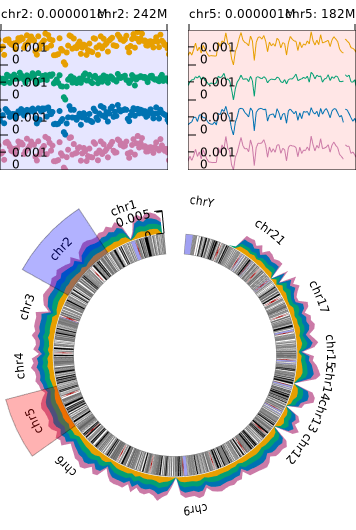 chr2: 0.000001M
chr2: 242M
chr5: 0.000001M
chr5: 182M
0.001
0
0.001
0
0.001
0
0.001
0
0.001
0
0.001
0
0.001
0
0.001
0
chr1
0.005
0
chrY
chr2
chr21
chr3
chr17
chr4
chr15
chr14
chr13
chr5
chr12
chr6
chr9